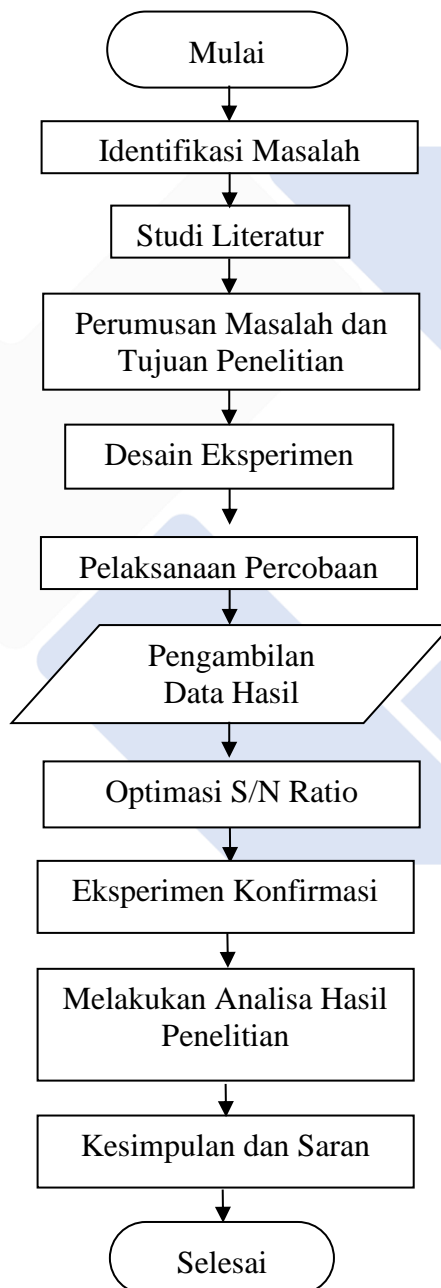 Mulai
Identifikasi Masalah
Studi Literatur
Perumusan Masalah dan
Tujuan Penelitian
Desain Eksperimen
Pelaksanaan Percobaan
Pengambilan
Data Hasil
Optimasi S/N Ratio
Eksperimen Konfirmasi
Melakukan Analisa Hasil
Penelitian
Kesimpulan dan Saran
Selesai